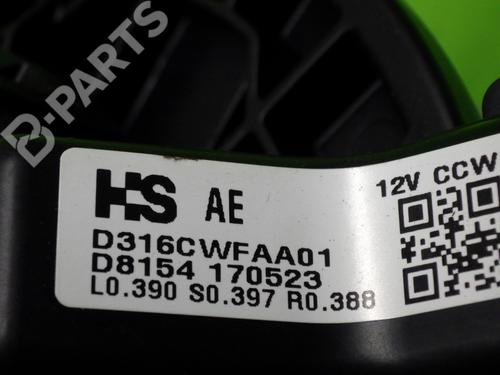 B-PARTS
HS AE
12V CCW
D316CWFAA01
D8154 170523
L0.390 S0.397 R0.388